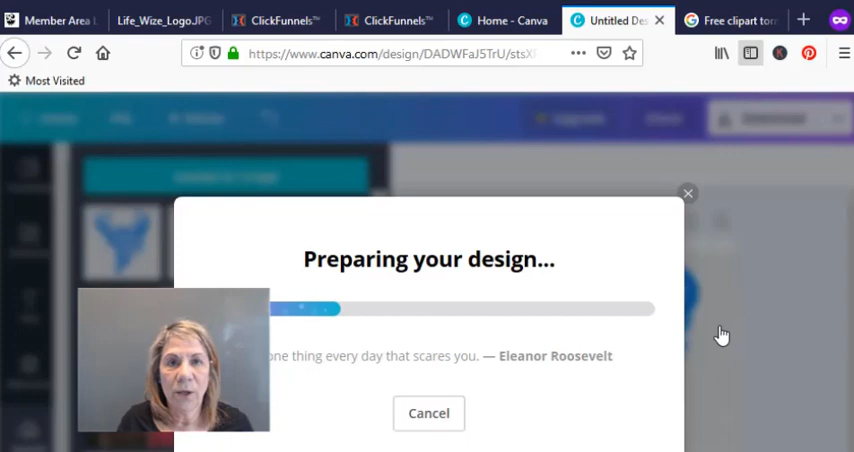 Member Area L
Life_Wize_Logo.JPG
ClickFunnels™
ClickFunnels™
Home - Canva
Untitled Des
Free clipart torn
https://www.canva.com/design/DADWFaJ5TrU/stsX
Most Visited
Preparing your design...
one thing every day that scares you. — Eleanor Roosevelt
Cancel